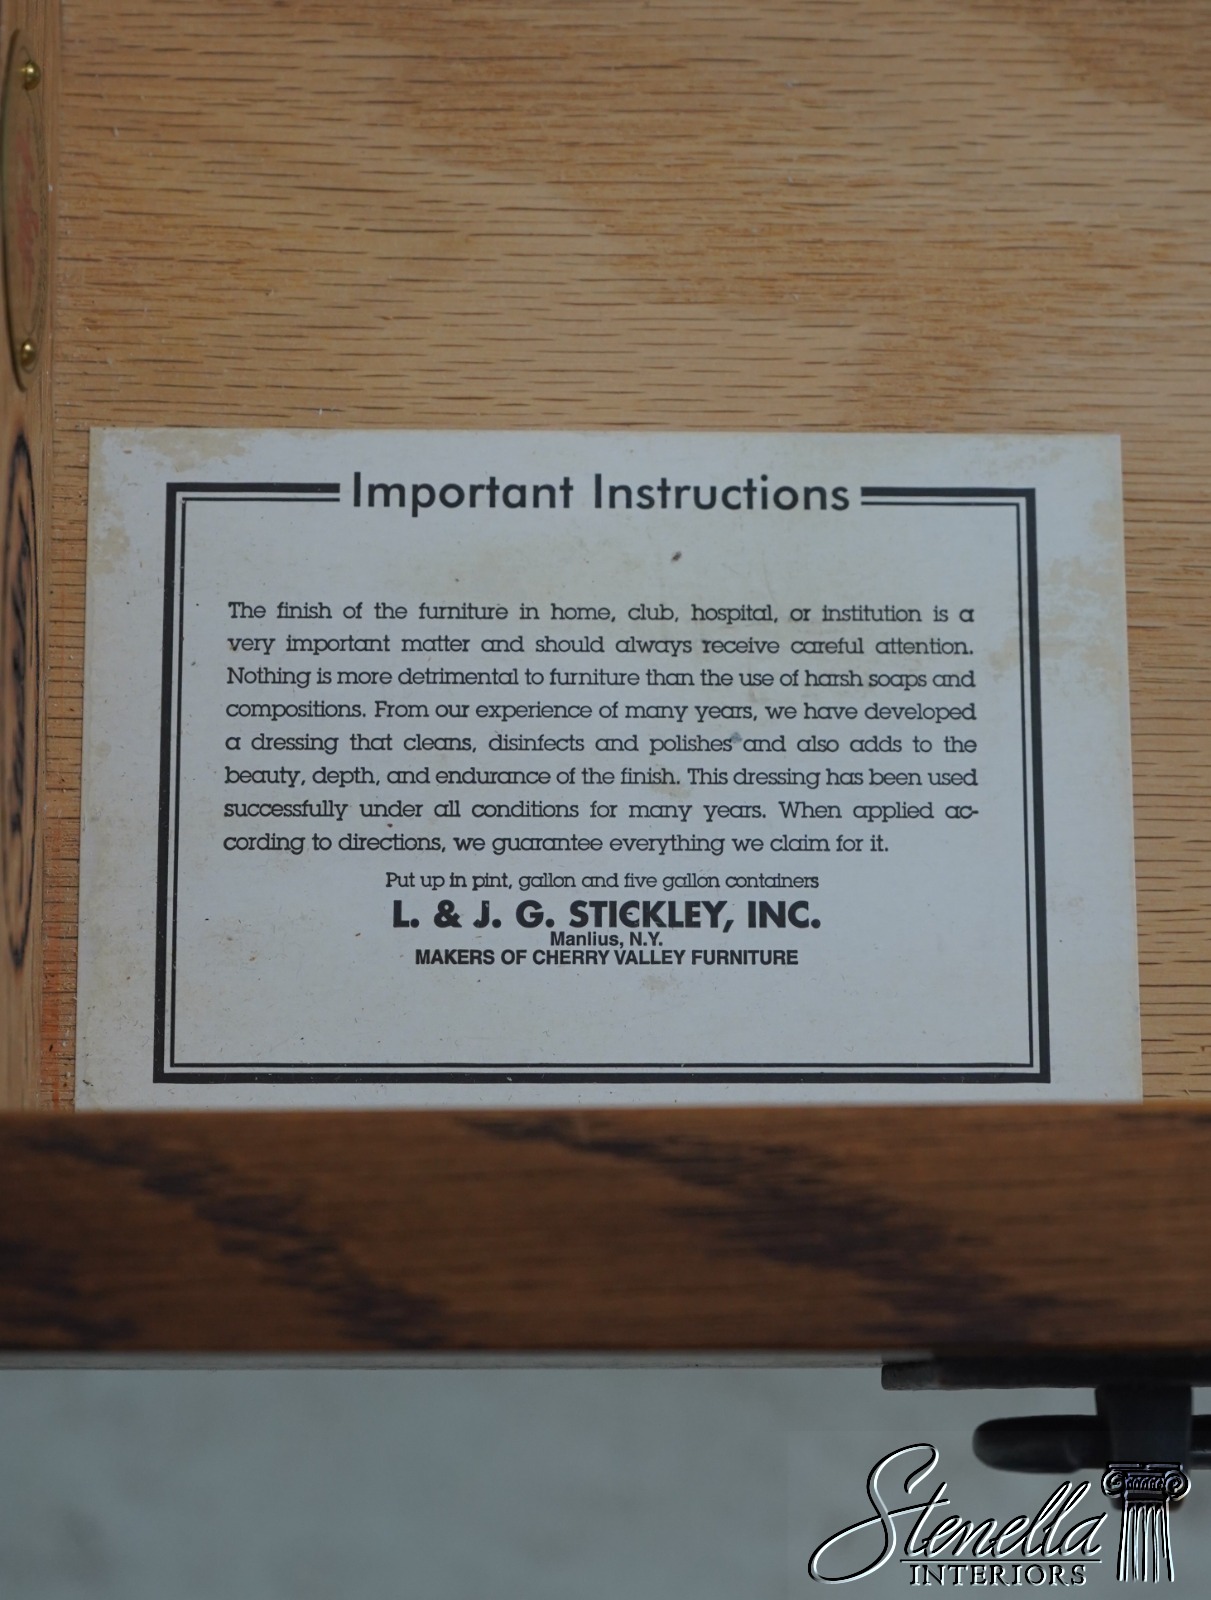 Important Instructions
The finish of the furniture in home, club, hospital, or institution is a
very important matter and should always receive careful attention.
Nothing is more detrimental to furniture than the use of harsh soaps and
compositions. From our experience of many years, we have developed
a dressing that cleans, disinfects and polishes and also adds to the
beauty, depth, and endurance of the finish. This dressing has been used
successfully under all conditions for many years. When applied ac-
cording to directions, we guarantee everything we claim for it.
Put up in pint, gallon and five gallon containers
L. & J. G. STICKLEY, INC.
Manlius, N.Y.
MAKERS OF CHERRY VALLEY FURNITURE
Stenella
INTERIORS